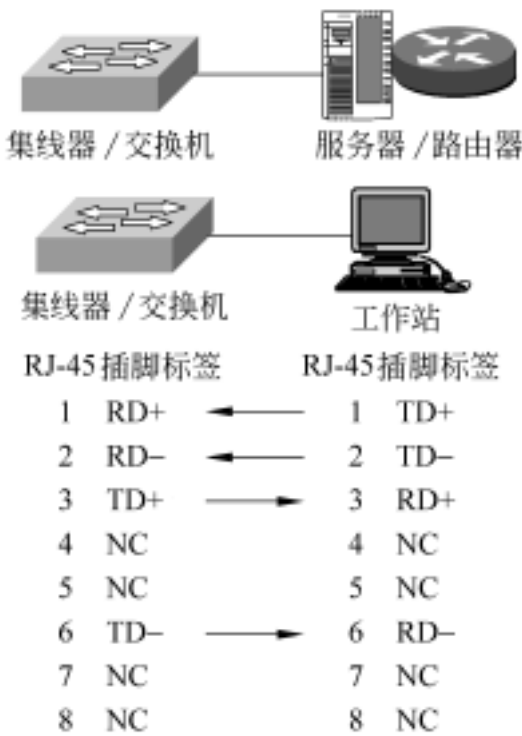 集线器/交换机 服务器/路由器
集线器/交换机 工作站
RJ-45插脚标签 RJ-45插脚标签
1 RD+ 1 TD+
2 RD– 2 TD–
3 TD+ 3 RD+
4 NC 4 NC
5 NC 5 NC
6 TD– 6 RD–
7 NC 7 NC
8 NC 8 NC